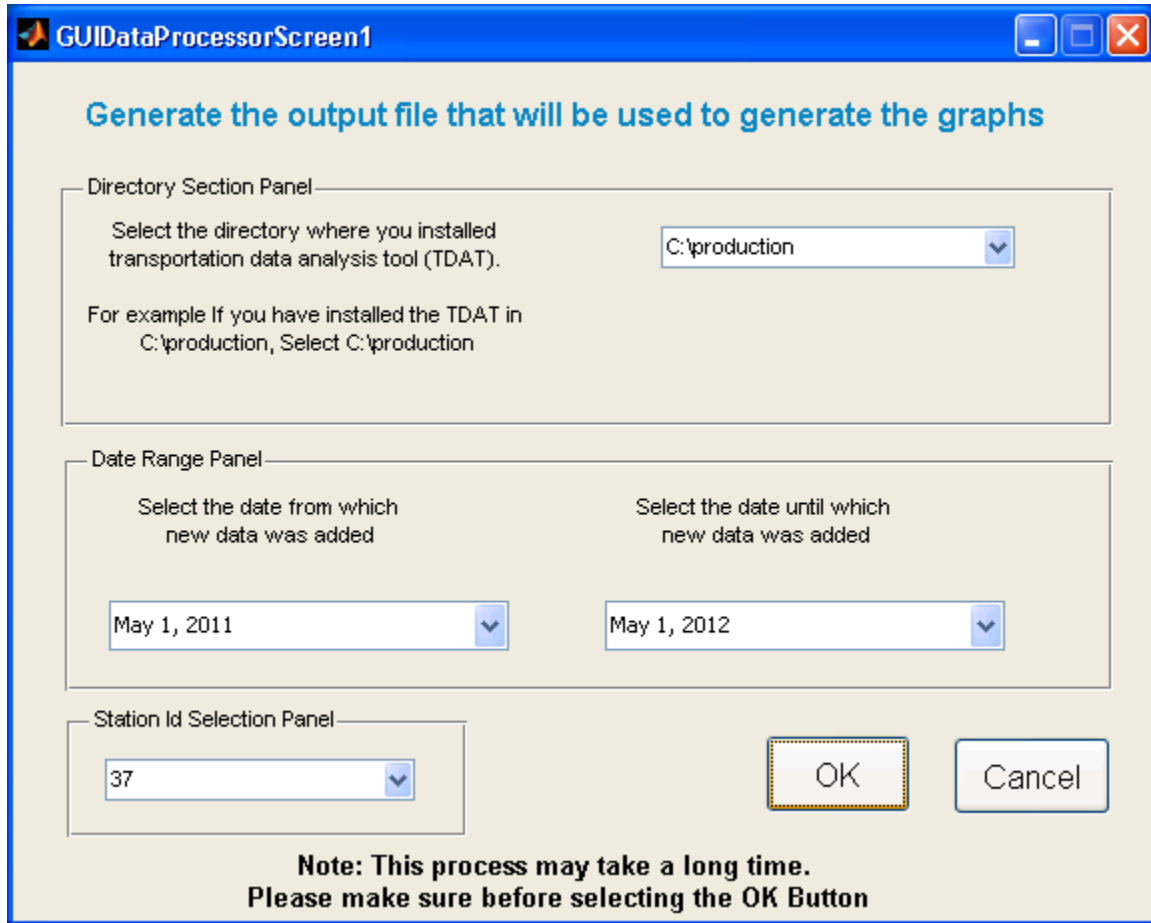 GUIDataProcessorScreen1
Generate the output file that will be used to generate the graphs
Directory Section Panel
Select the directory where you installed
transportation data analysis tool (TDAT).
C:\production
For example If you have installed the TDAT in
C:\production, Select C:\production
Date Range Panel
Select the date from which
new data was added
Select the date until which
new data was added
May 1, 2011
May 1, 2012
Station Id Selection Panel
37
OK
Cancel
Note: This process may take a long time.
Please make sure before selecting the OK Button